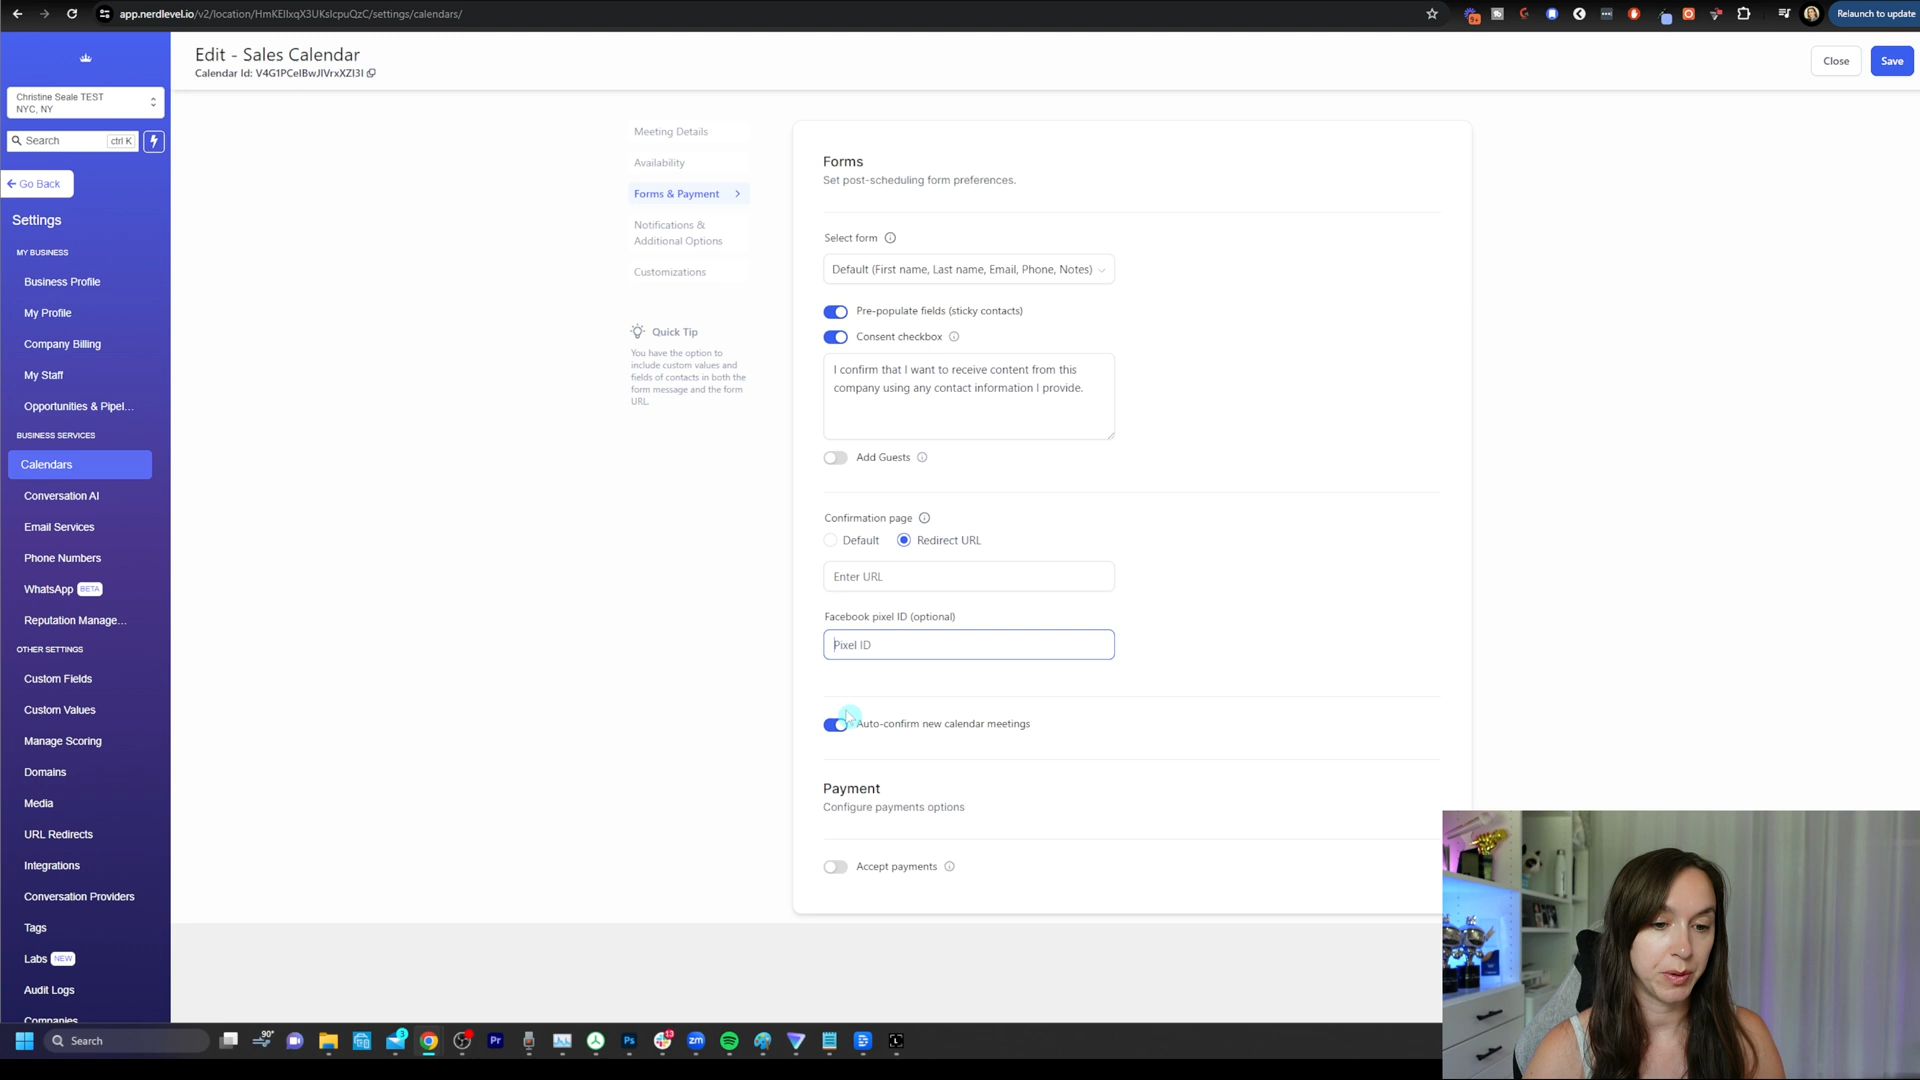 app.nerdlevel.io/v2/location/HmKEllxqX3UKsIcpuQzC/settings/calendars/
Relaunch to update
Edit - Sales Calendar
Calendar Id: V4G1PCeIBwJlVrxXZI3I
Close
Save
Christine Seale TEST
NYC, NY
Search
ctrl K
Go Back
Settings
MY BUSINESS
Business Profile
My Profile
Company Billing
My Staff
Opportunities & Pipel...
BUSINESS SERVICES
Calendars
Conversation AI
Email Services
Phone Numbers
WhatsApp BETA
Reputation Manage...
OTHER SETTINGS
Custom Fields
Custom Values
Manage Scoring
Domains
Media
URL Redirects
Integrations
Conversation Providers
Tags
Labs NEW
Audit Logs
Companies
Meeting Details
Availability
Forms & Payment
Notifications &
Additional Options
Customizations
Quick Tip
You have the option to
include custom values and
fields of contacts in both the
form message and the form
URL.
Forms
Set post-scheduling form preferences.
Select form
Default (First name, Last name, Email, Phone, Notes)
Pre-populate fields (sticky contacts)
Consent checkbox
I confirm that I want to receive content from this
company using any contact information I provide.
Add Guests
Confirmation page
Default
Redirect URL
Enter URL
Facebook pixel ID (optional)
Pixel ID
Auto-confirm new calendar meetings
Payment
Configure payments options
Accept payments
Search
90°
3
Pr
Ps
13
zm